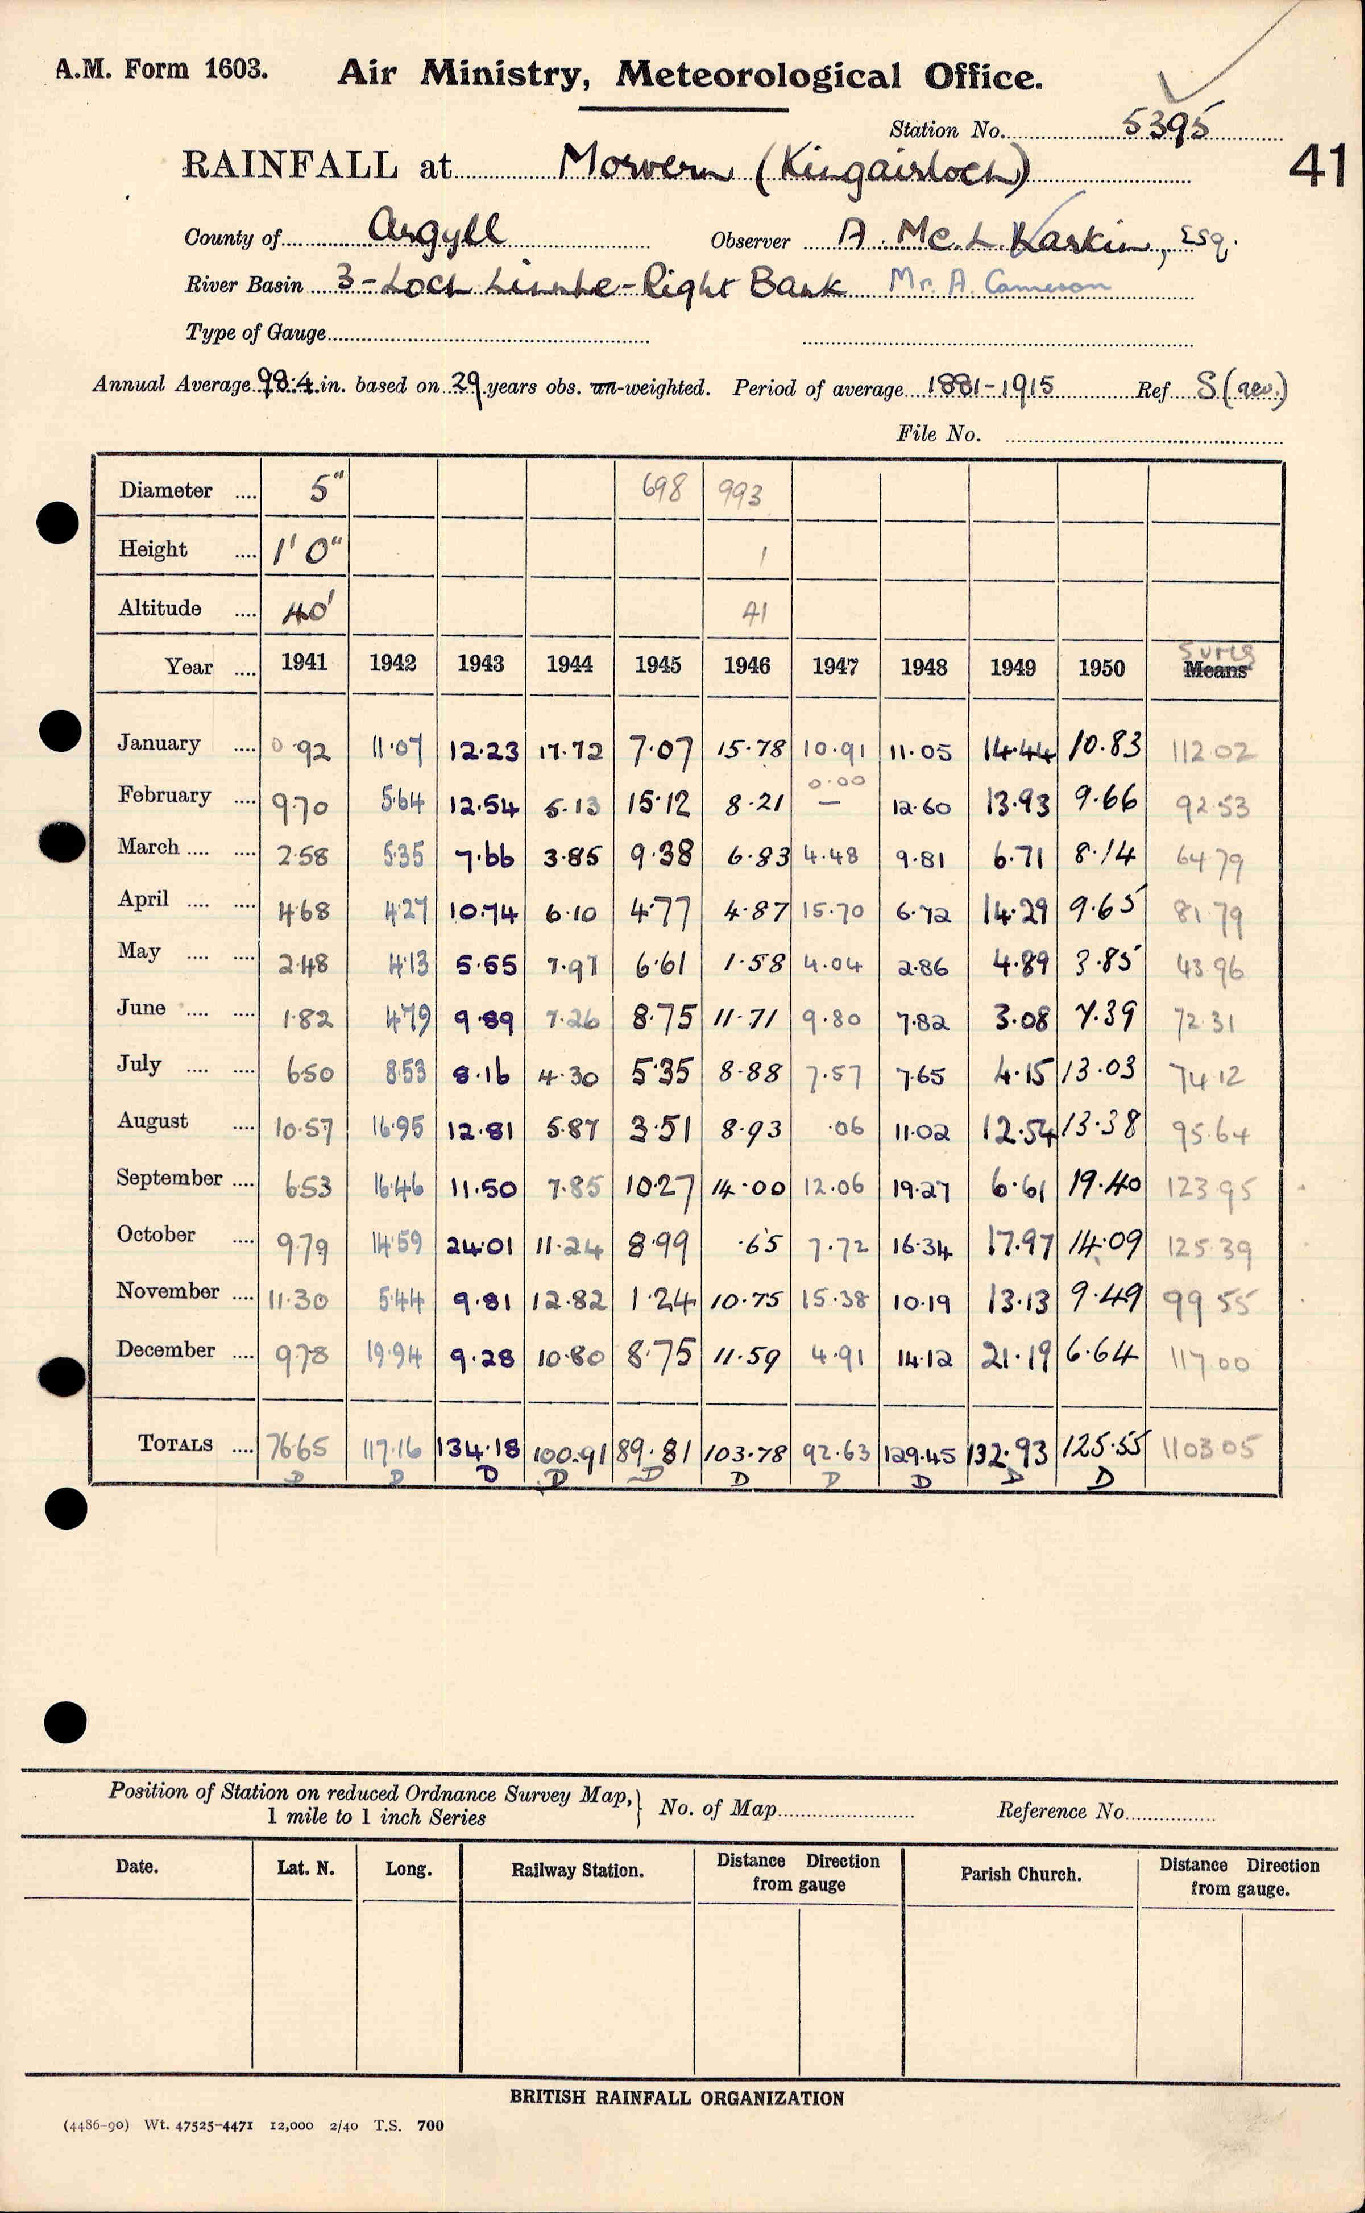 A.M. Form 1603. Air Ministry, Meteorological Office.
Station No. 5395
RAINFALL at Morvern (Kingairloch) 41
County of Argyll Observer A. Mc. L. Karkin, Esq.
River Basin 3-Loch Linnhe-Right Bank Mr. A. Cameron
Type of Gauge
Annual Average 98.4 in. based on 29 years obs. un-weighted. Period of average 1881-1915 Ref S (rev.)
File No.
Diameter .... 5" 698 993
Height .... 1' 0" 1
Altitude .... 40' A1
Sums
Year .... 1941 1942 1943 1944 1945 1946 1947 1948 1949 1950 Means
January .... 0.92 11.07 12.23 17.72 7.07 15.78 10.91 11.05 14.44 10.83 112.02
0.00
February .... 9.70 5.64 12.54 5.13 15.12 8.21 — 12.60 13.93 9.66 92.53
March .... .... 2.58 5.35 7.66 3.85 9.38 6.83 4.48 9.81 6.71 8.14 64.79
April .... .... 4.68 4.27 10.74 6.10 4.77 4.87 15.70 6.72 14.29 9.65 81.79
May .... .... 2.48 4.13 5.55 7.97 6.61 1.58 4.04 2.86 4.89 3.85 43.96
June .... .... 1.82 4.79 9.89 7.26 8.75 11.71 9.80 7.82 3.08 7.39 72.31
July .... .... 6.50 8.53 8.16 4.30 5.35 8.88 7.57 7.65 4.15 13.03 74.12
August .... 10.57 16.95 12.81 5.87 3.51 8.93 .06 11.02 12.54 13.38 95.64
September .... 6.53 16.46 11.50 7.85 10.27 14.00 12.06 19.27 6.61 19.40 123.95
October .... 9.79 14.59 24.01 11.24 8.99 .65 7.72 16.34 17.97 14.09 125.39
November .... 11.30 5.44 9.81 12.82 1.24 10.75 15.38 10.19 13.13 9.49 99.55
December .... 9.78 19.94 9.28 10.80 8.75 11.59 4.91 14.12 21.19 6.64 117.00
TOTALS .... 76.65 117.16 134.18 100.91 89.81 103.78 92.63 129.45 132.93 125.55 1103.05
D D D D D D D D D D
Position of Station on reduced Ordnance Survey Map,
1 mile to 1 inch Series } No. of Map Reference No.
Date. Lat. N. Long. Railway Station. Distance Direction from gauge Parish Church. Distance Direction from gauge.
BRITISH RAINFALL ORGANIZATION
(4486-90) Wt. 47525-4471 12,000 2/40 T.S. 700